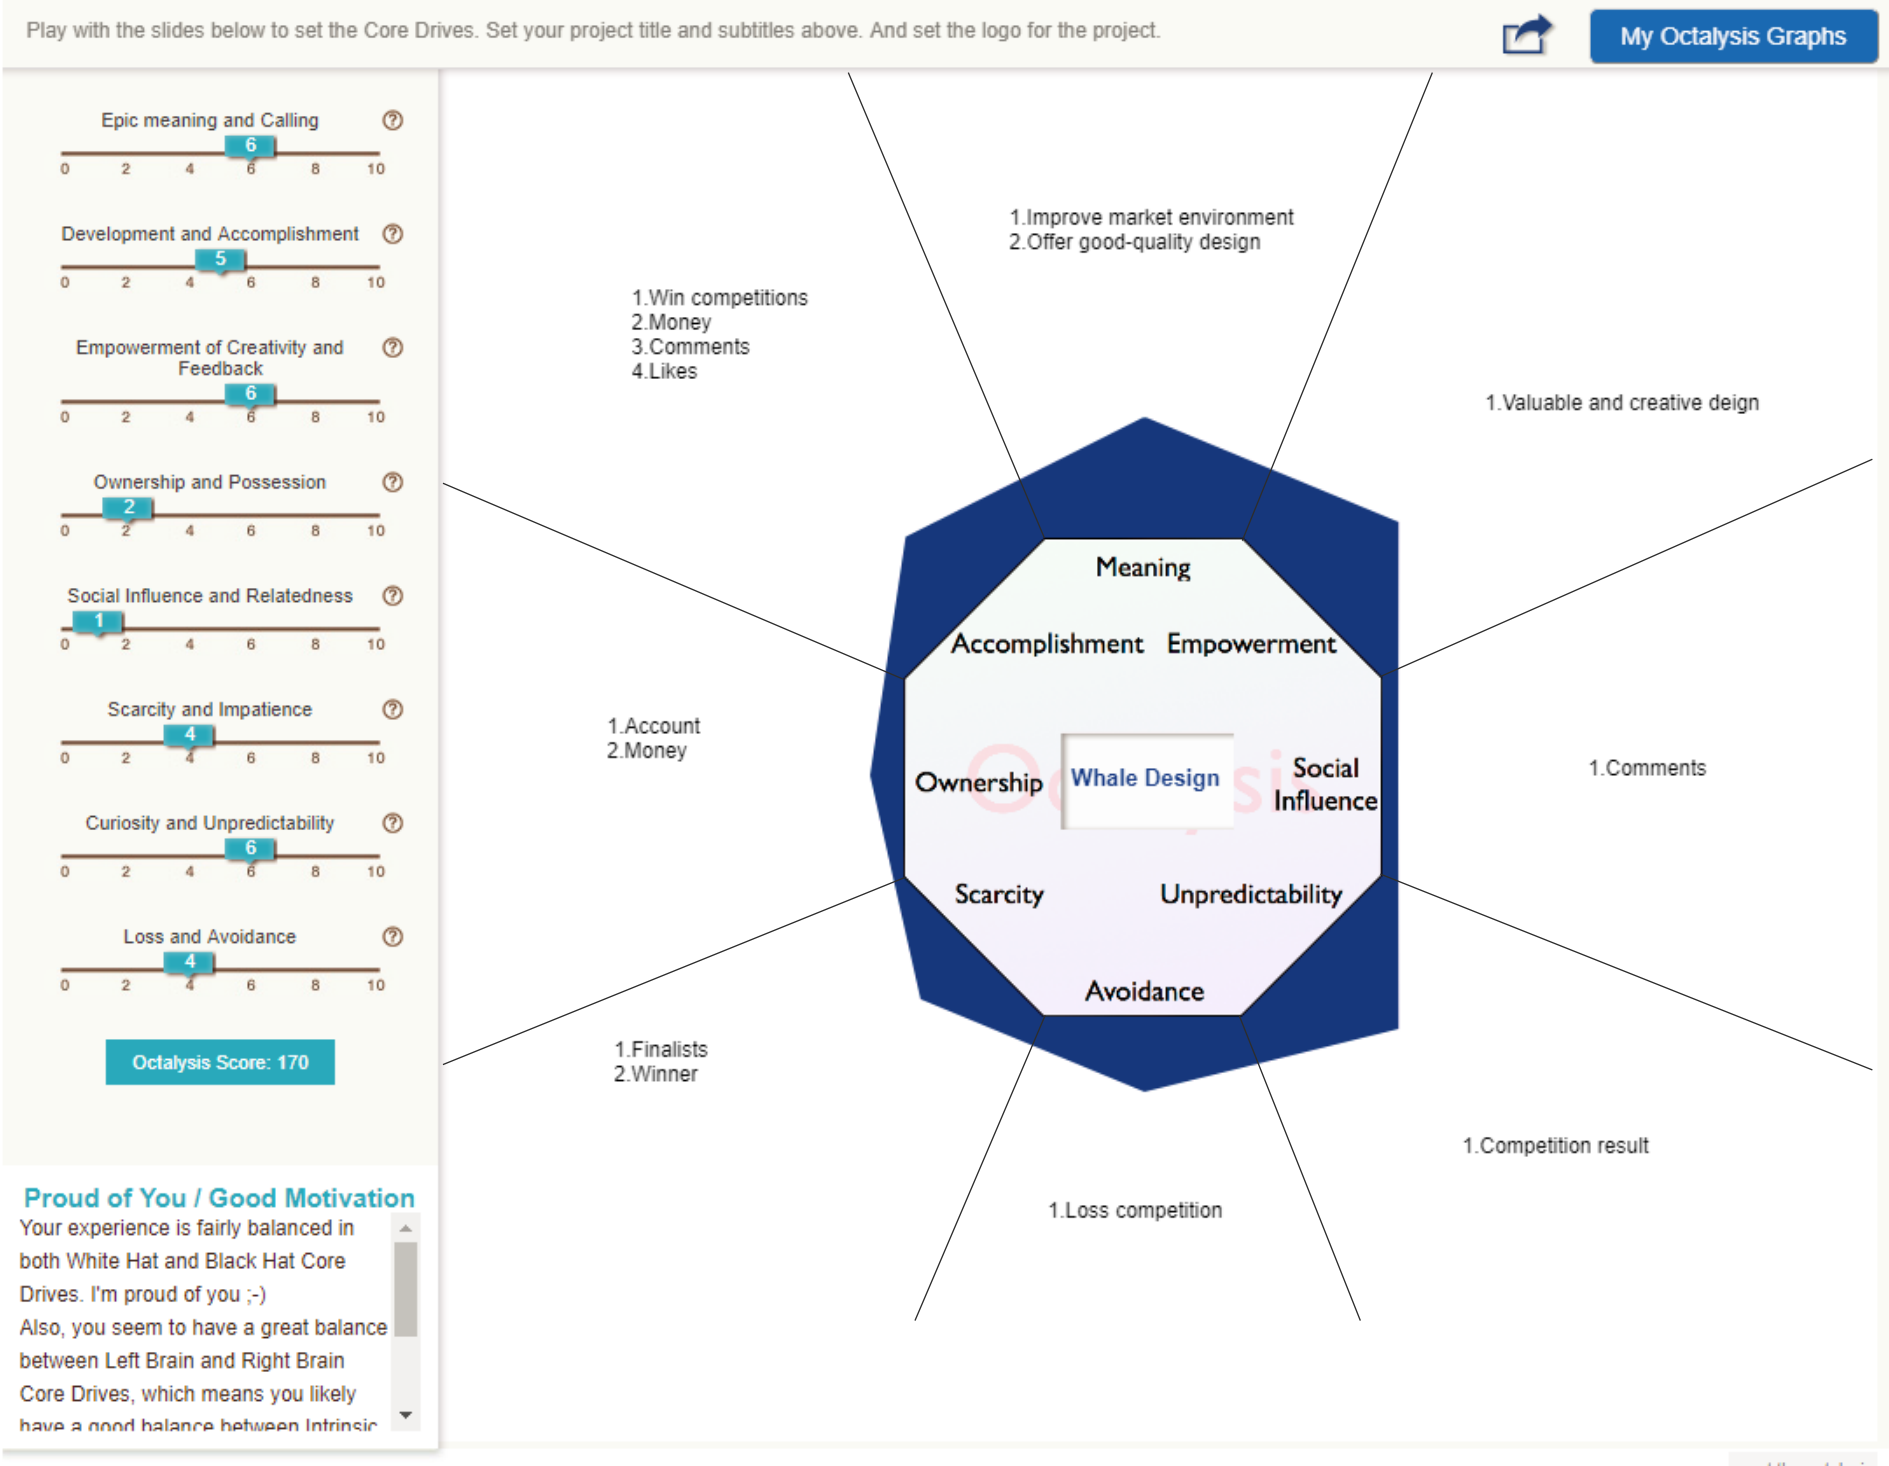 Play with the slides below to set the Core Drives. Set your project title and subtitles above. And set the logo for the project.
My Octalysis Graphs
Epic meaning and Calling
?
6
0 2 4 6 8 10
Development and Accomplishment
?
5
0 2 4 6 8 10
Empowerment of Creativity and
Feedback
?
6
0 2 4 6 8 10
Ownership and Possession
?
2
0 2 4 6 8 10
Social Influence and Relatedness
?
1
0 2 4 6 8 10
Scarcity and Impatience
?
4
0 2 4 6 8 10
Curiosity and Unpredictability
?
6
0 2 4 6 8 10
Loss and Avoidance
?
4
0 2 4 6 8 10
Octalysis Score: 170
Proud of You / Good Motivation
Your experience is fairly balanced in
both White Hat and Black Hat Core
Drives. I'm proud of you ;-)
Also, you seem to have a great balance
between Left Brain and Right Brain
Core Drives, which means you likely
have a good balance between Intrinsic
1.Improve market environment
2.Offer good-quality design
1.Win competitions
2.Money
3.Comments
4.Likes
1.Valuable and creative deign
1.Account
2.Money
1.Comments
1.Finalists
2.Winner
1.Competition result
1.Loss competition
Meaning
Accomplishment
Empowerment
Ownership
Whale Design
Social
Influence
Scarcity
Unpredictability
Avoidance